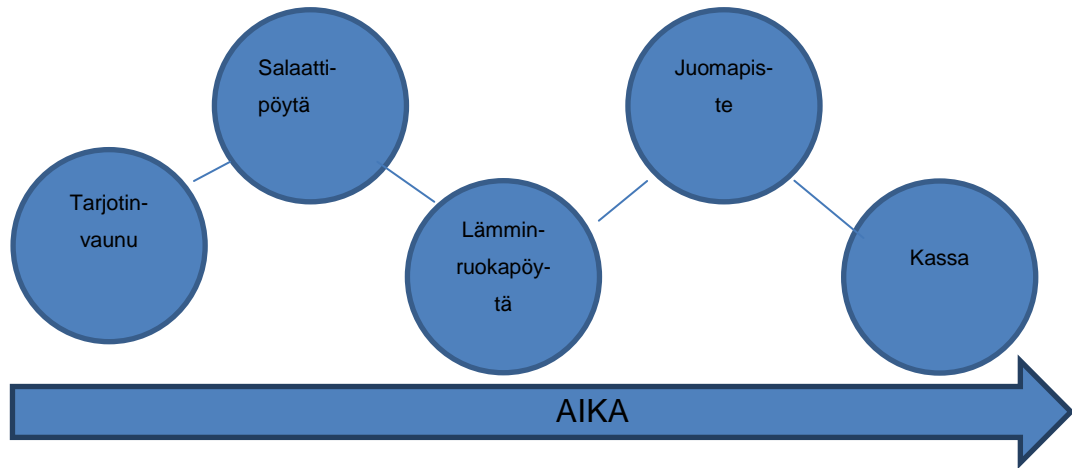 Tarjotin-
vaunu
Salaatti-
pöytä
Lämmin-
ruokapöy-
tä
Juomapis-
te
Kassa
AIKA